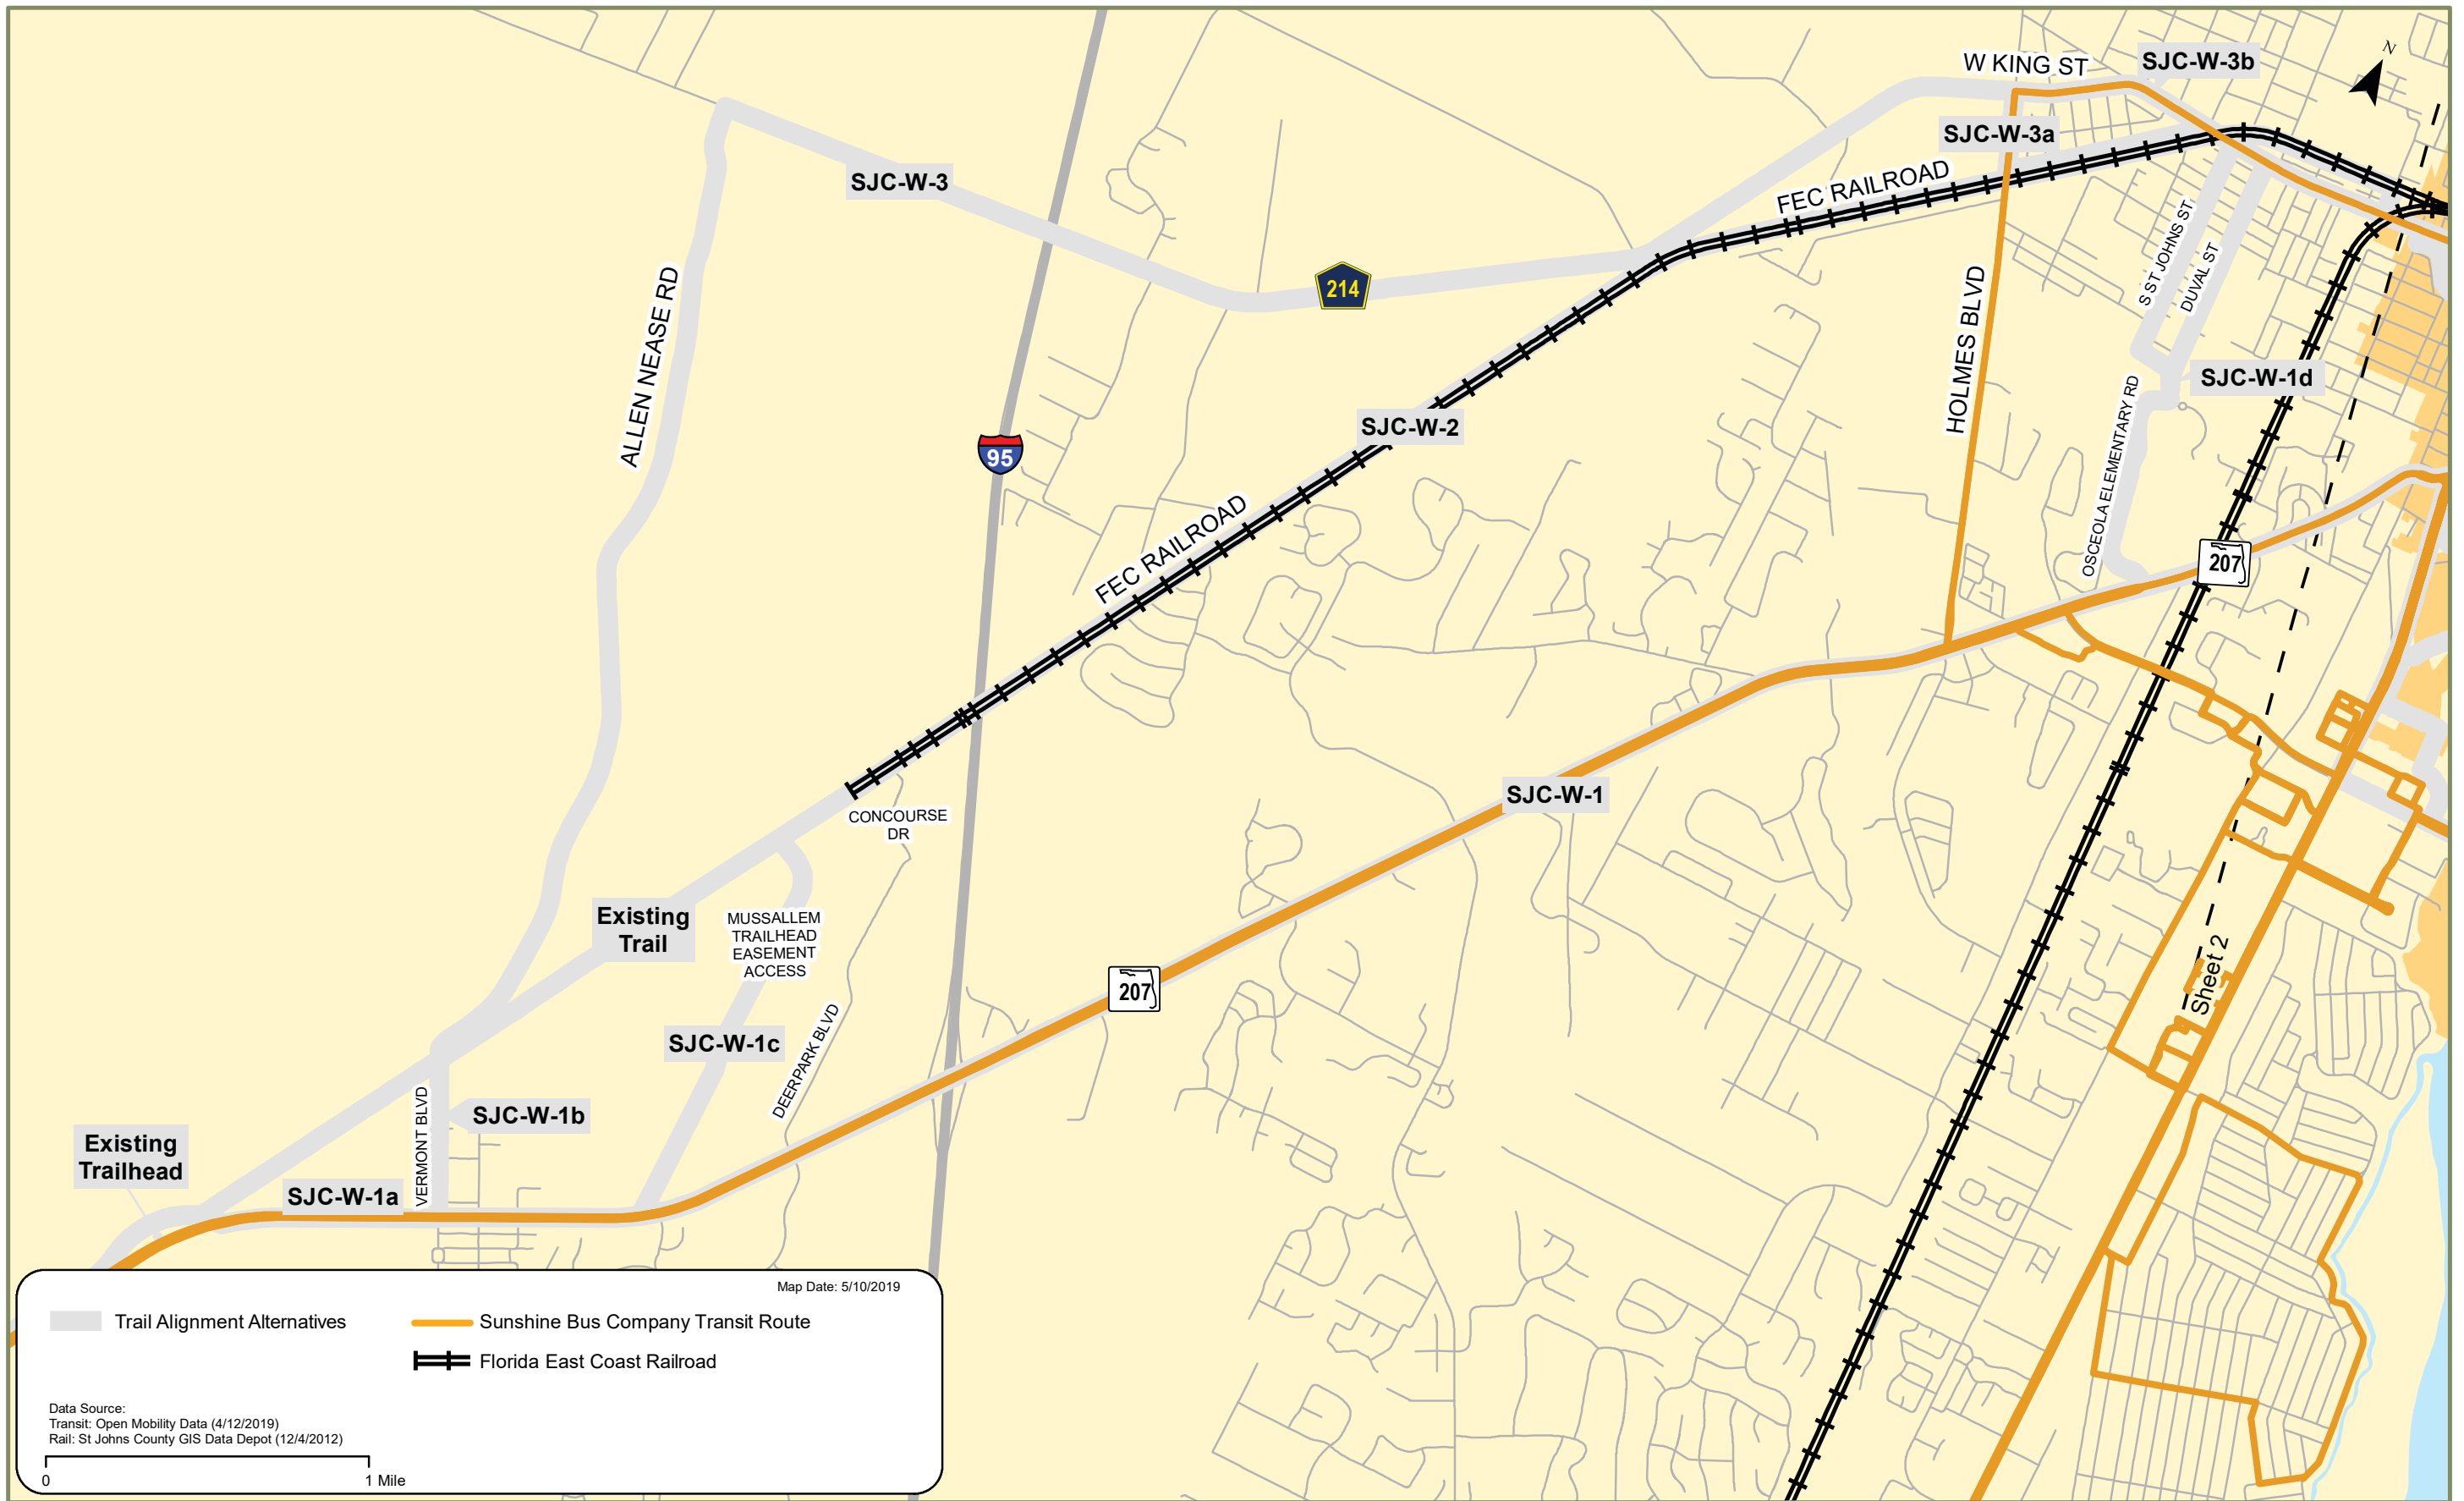 N
W KING ST
SJC-W-3b
SJC-W-3a
SJC-W-3
FEC RAILROAD
S ST JOHNS ST
DUVAL ST
214
HOLMES BLVD
ALLEN NEASE RD
SJC-W-1d
SJC-W-2
95
OSCEOLA ELEMENTARY RD
FEC RAILROAD
207
SJC-W-1
CONCOURSE
DR
Existing
Trail
MUSSALLEM
TRAILHEAD
EASEMENT
ACCESS
207
Sheet 2
SJC-W-1c
DEERPARK BLVD
SJC-W-1b
VERMONT BLVD
Existing
Trailhead
SJC-W-1a
Map Date: 5/10/2019
Trail Alignment Alternatives
Sunshine Bus Company Transit Route
Florida East Coast Railroad
Data Source:
Transit: Open Mobility Data (4/12/2019)
Rail: St Johns County GIS Data Depot (12/4/2012)
0
1 Mile